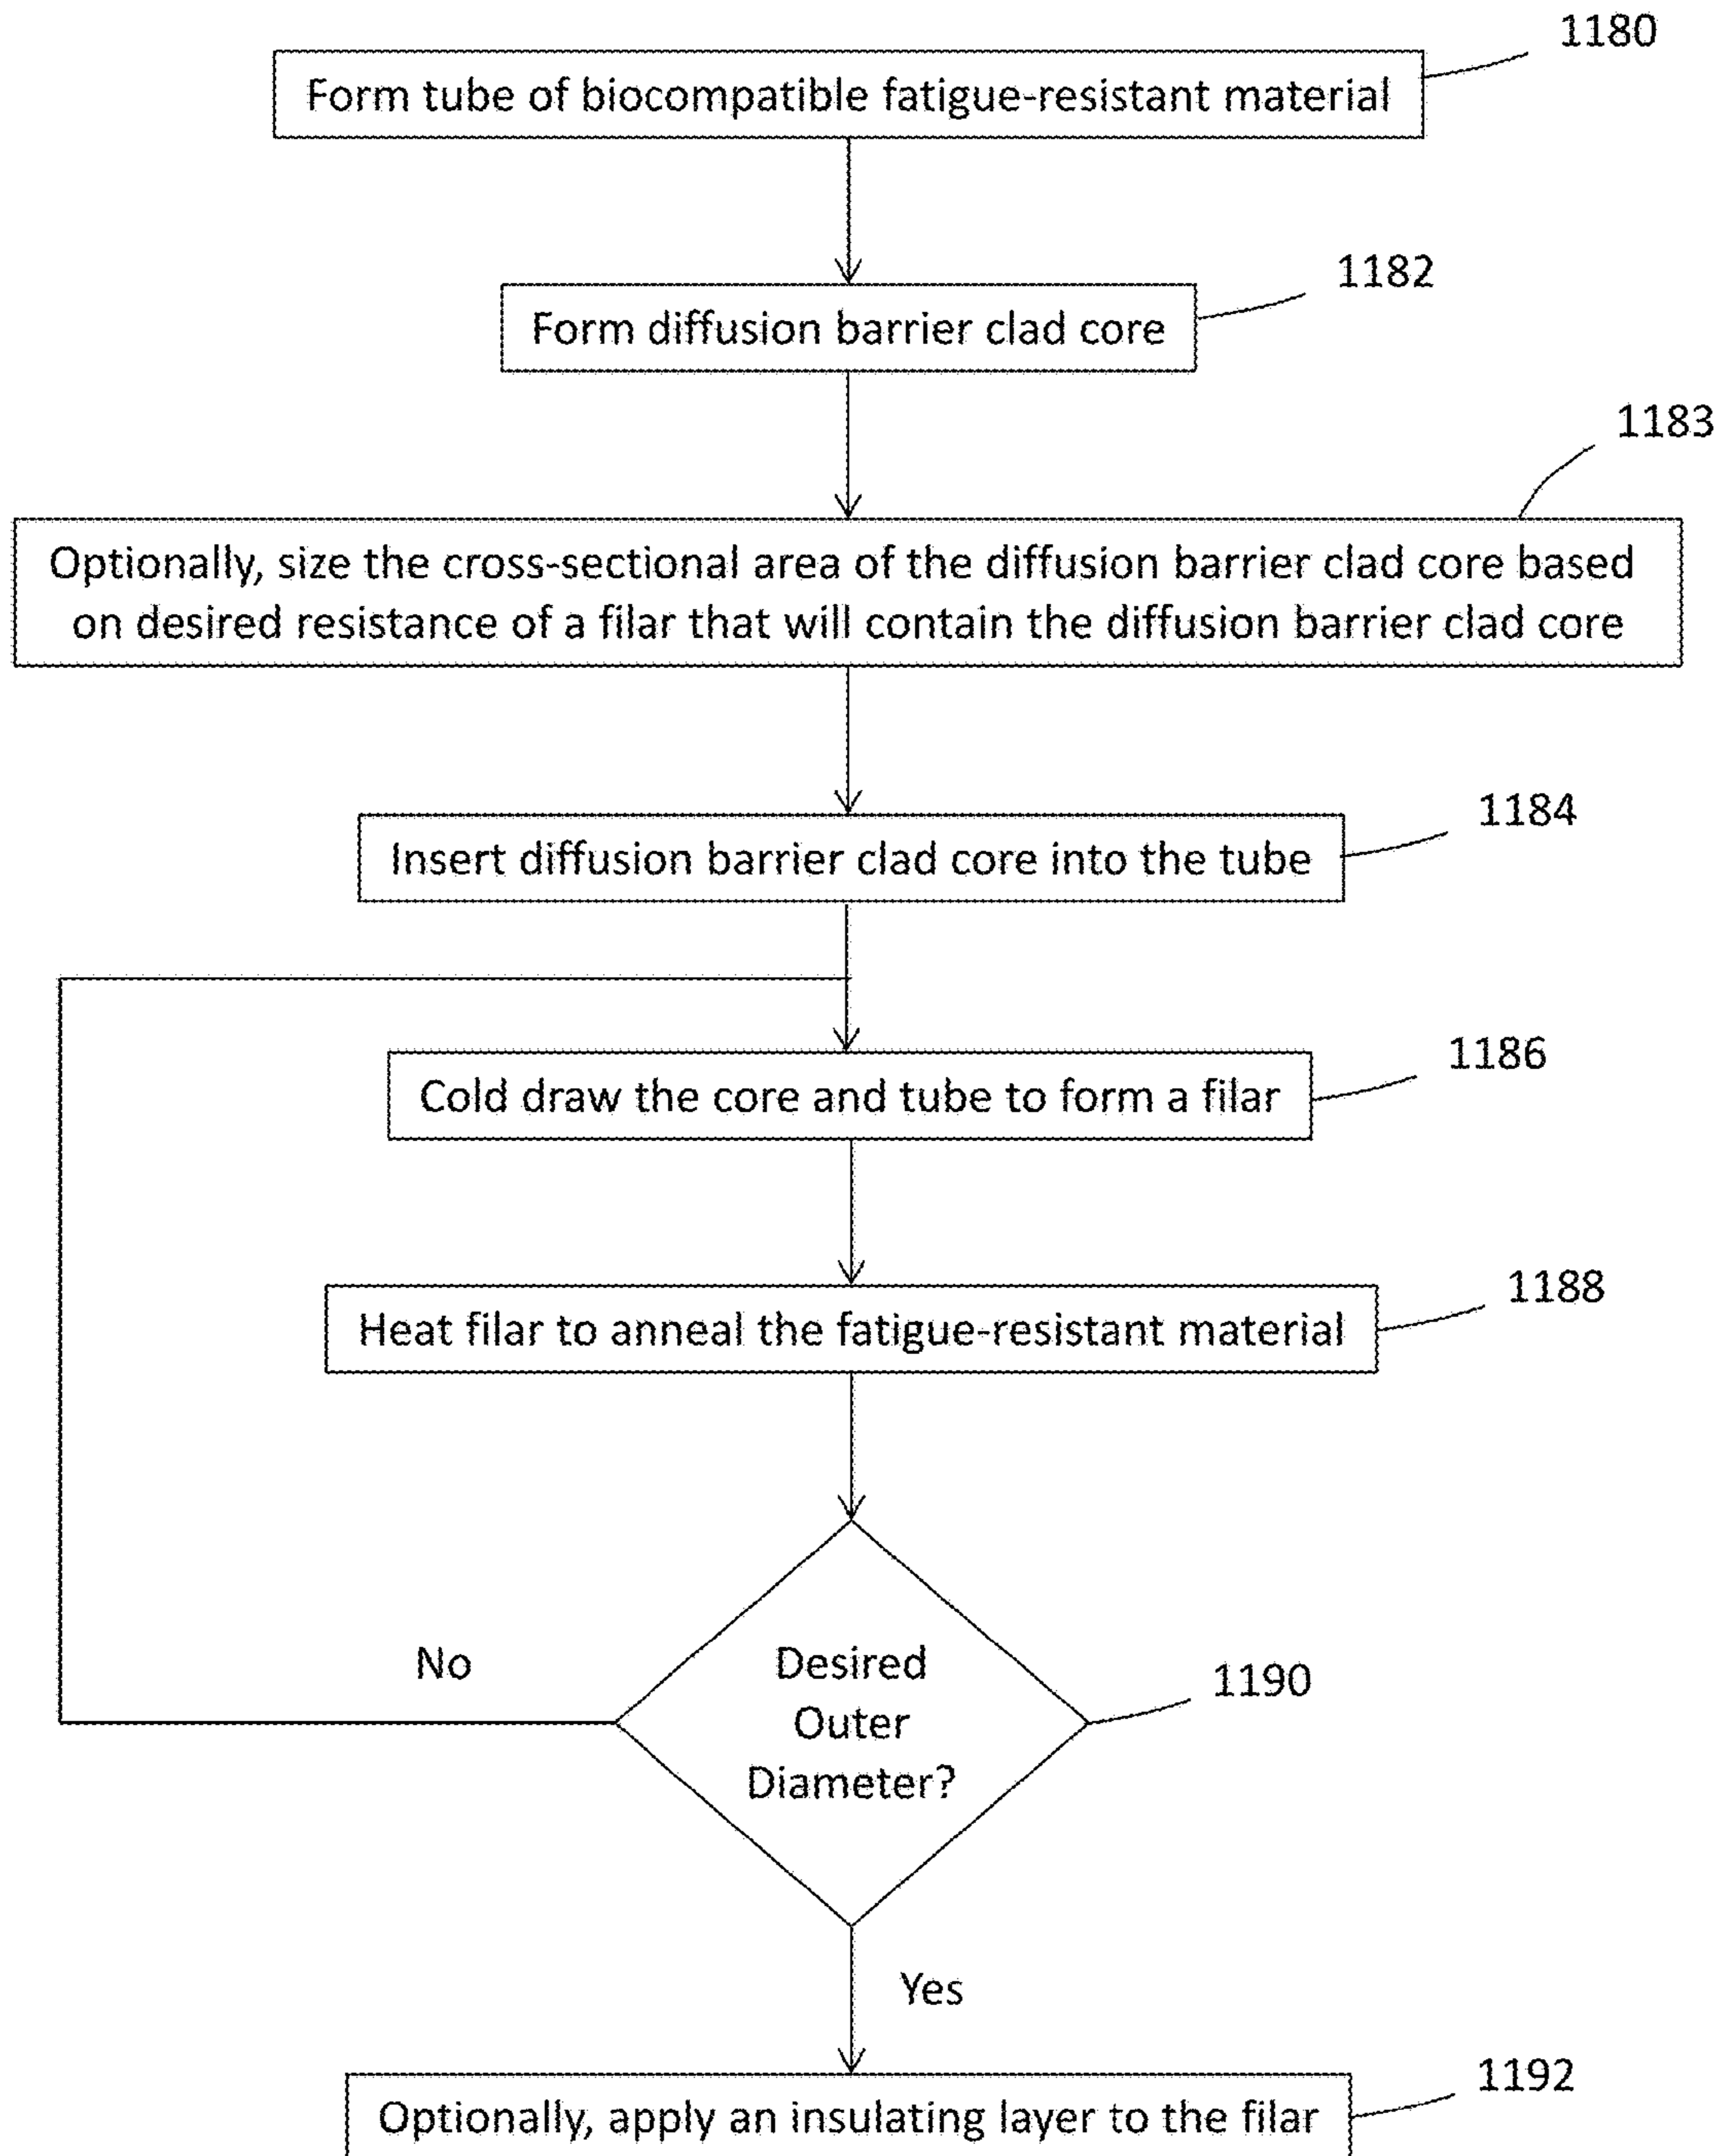 1180
Form tube of biocompatible fatigue-resistant material
1182
Form diffusion barrier clad core
1183
Optionally, size the cross-sectional area of the diffusion barrier clad core based
on desired resistance of a filar that will contain the diffusion barrier clad core
1184
Insert diffusion barrier clad core into the tube
1186
Cold draw the core and tube to form a filar
1188
Heat filar to anneal the fatigue-resistant material
No
Desired
Outer
Diameter?
1190
Yes
1192
Optionally, apply an insulating layer to the filar